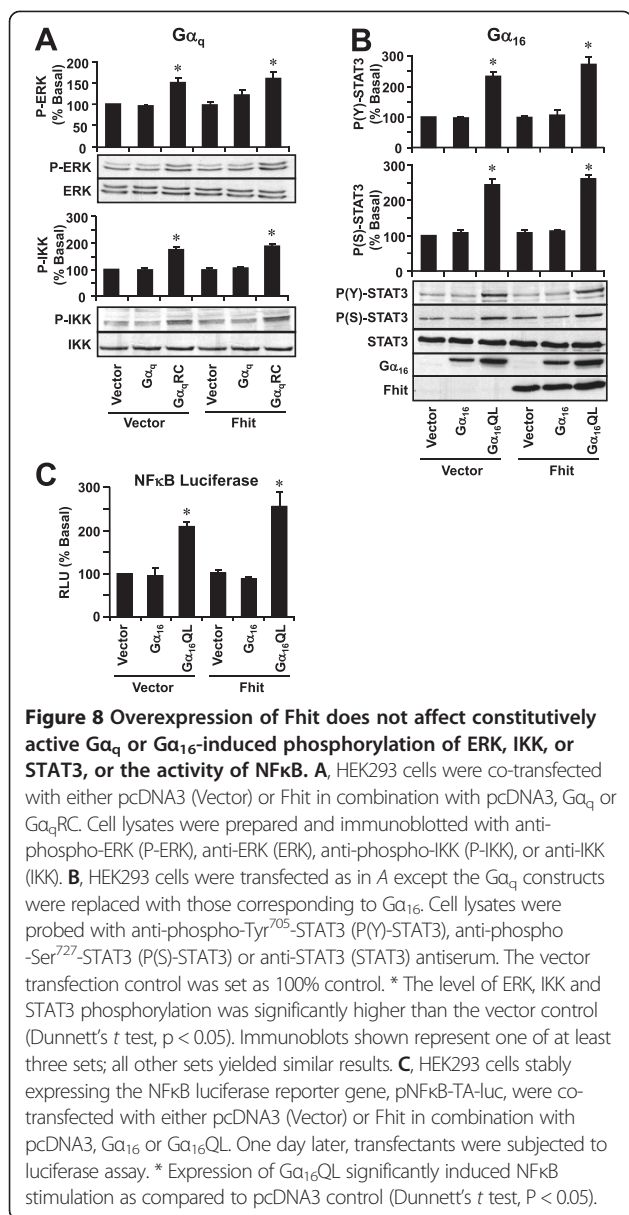 A
Gαq
P-ERK
(% Basal)
200
150
100
50
0
*
*
P-ERK
ERK
P-IKK
(% Basal)
200
150
100
50
0
*
*
P-IKK
IKK
Vector
Gαq
GαqRC
Vector
Gαq
GαqRC
Vector
Fhit
B
Gα16
P(Y)-STAT3
(% Basal)
300
200
100
0
*
*
P(S)-STAT3
(% Basal)
300
200
100
0
*
*
P(Y)-STAT3
P(S)-STAT3
STAT3
Gα16
Fhit
Vector
Gα16
Gα16QL
Vector
Gα16
Gα16QL
Vector
Fhit
C
NFκB Luciferase
RLU (% Basal)
300
200
100
0
*
*
Vector
Gα16
Gα16QL
Vector
Gα16
Gα16QL
Vector
Fhit
Figure 8 Overexpression of Fhit does not affect constitutively
active Gαq or Gα16-induced phosphorylation of ERK, IKK, or
STAT3, or the activity of NFκB. A, HEK293 cells were co-transfected
with either pcDNA3 (Vector) or Fhit in combination with pcDNA, Gαq or
GαqRC. Cell lysates were prepared and immunoblotted with anti-
phospho-ERK (P-ERK), anti-ERK (ERK), anti-phospho-IKK (P-IKK), or anti-IKK
(IKK). B, HEK293 cells were transfected as in A except the Gαq constructs
were replaced with those corresponding to Gα16. Cell lysates were
probed with anti-phospho-Tyr705-STAT3 (P(Y)-STAT3), anti-phospho
-Ser727-STAT3 (P(S)-STAT3) or anti-STAT3 (STAT3) antiserum. The vector
transfection control was set as 100% control. * The level of ERK, IKK and
STAT3 phosphorylation was significantly higher than the vector control
(Dunnett's t test, p < 0.05). Immunoblots shown represent one of at least
three sets; all other sets yielded similar results. C, HEK293 cells stably
expressing the NFκB luciferase reporter gene, pNFκB-TA-luc, were co-
transfected with either pcDNA3 (Vector) or Fhit in combination with
pcDNA3, Gα16 or Gα16QL. One day later, transfectants were subjected to
luciferase assay. * Expression of Gα16QL significantly induced NFκB
stimulation as compared to pcDNA3 control (Dunnett's t test, P < 0.05).